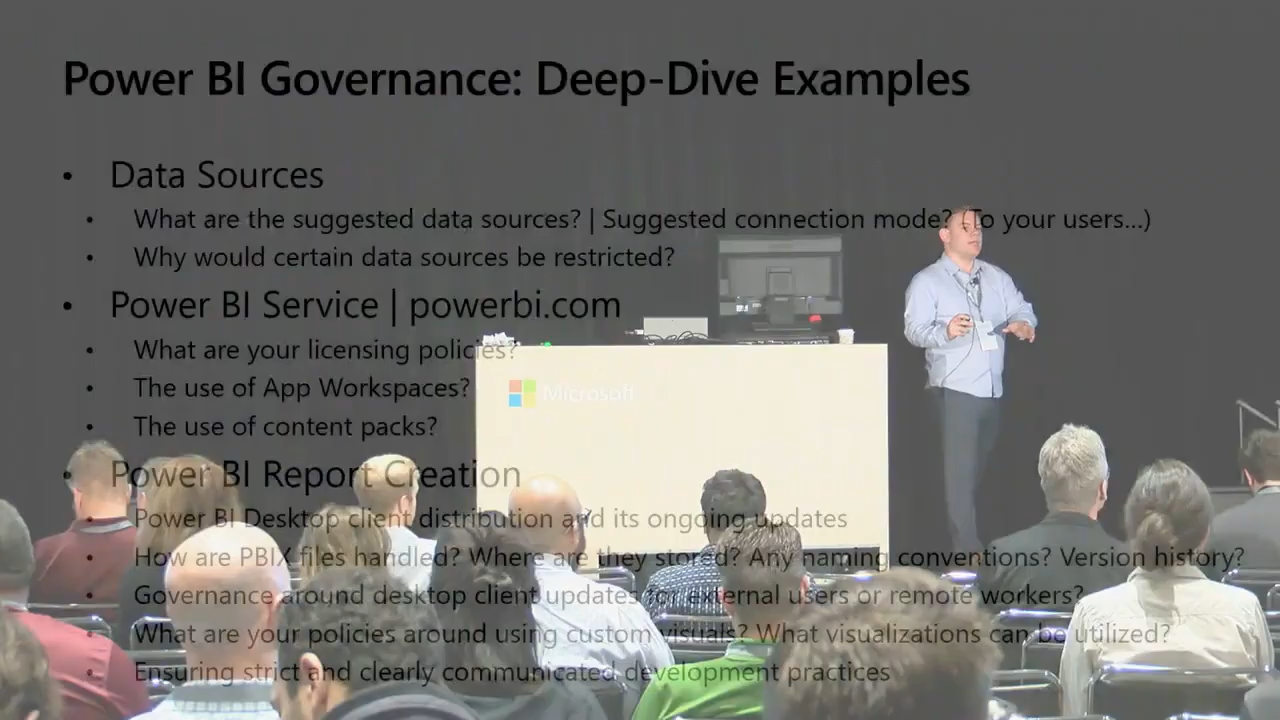 Power BI Governance: Deep-Dive Examples
• Data Sources
• What are the suggested data sources? | Suggested connection mode? (To your users...)
• Why would certain data sources be restricted?
• Power BI Service | powerbi.com
• What are your licensing policies?
• The use of App Workspaces?
• The use of content packs?
Microsoft
• Power BI Report Creation
• Power BI Desktop client distribution and its ongoing updates
• How are PBIX files handled? Where are they stored? Any naming conventions? Version history?
• Governance around desktop client updates for external users or remote workers?
• What are your policies around using custom visuals? What visualizations can be utilized?
• Ensuring strict and clearly communicated development practices